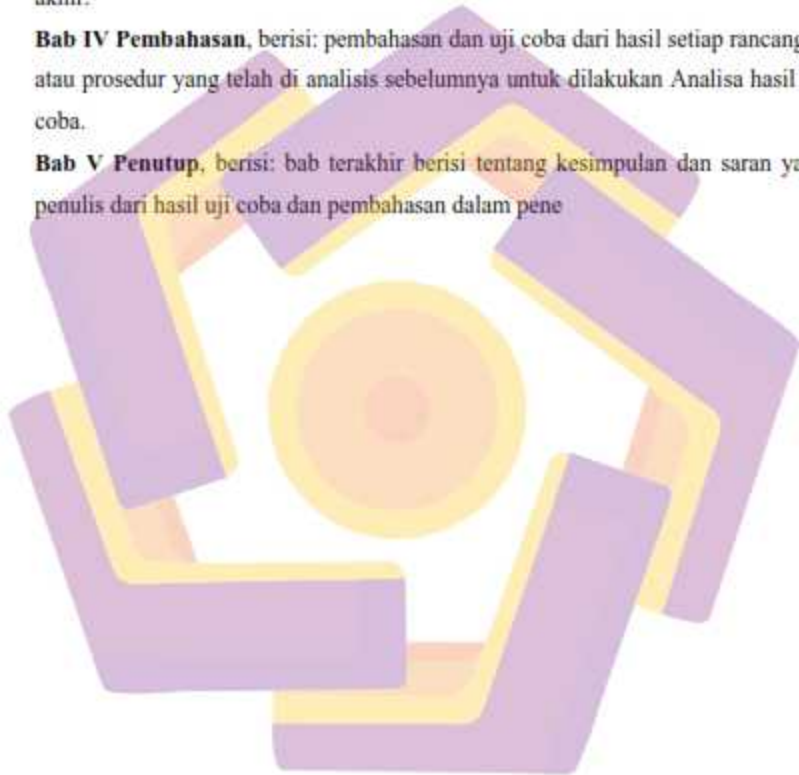 akhir.
Bab IV Pembahasan, berisi: pembahasan dan uji coba dari hasil setiap rancang
atau prosedur yang telah di analisis sebelumnya untuk dilakukan Analisa hasil
coba.
Bab V Penutup, berisi: bab terakhir berisi tentang kesimpulan dan saran ya
penulis dari hasil uji coba dan pembahasan dalam pene